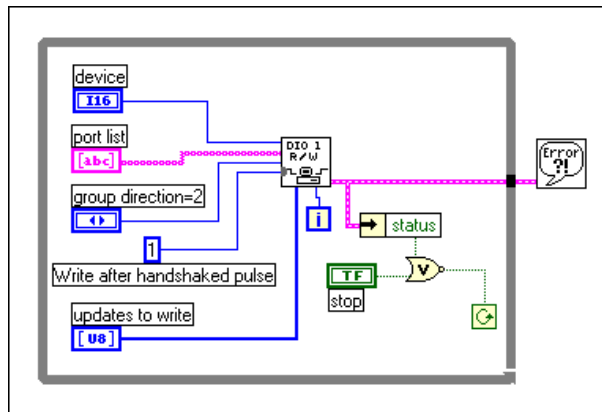 device
I16
port list
[abc]
DIO 1
R/W
group direction=2
i
1
Write after handshaked pulse
updates to write
[U8]
Error
?!
status
V
TF
stop